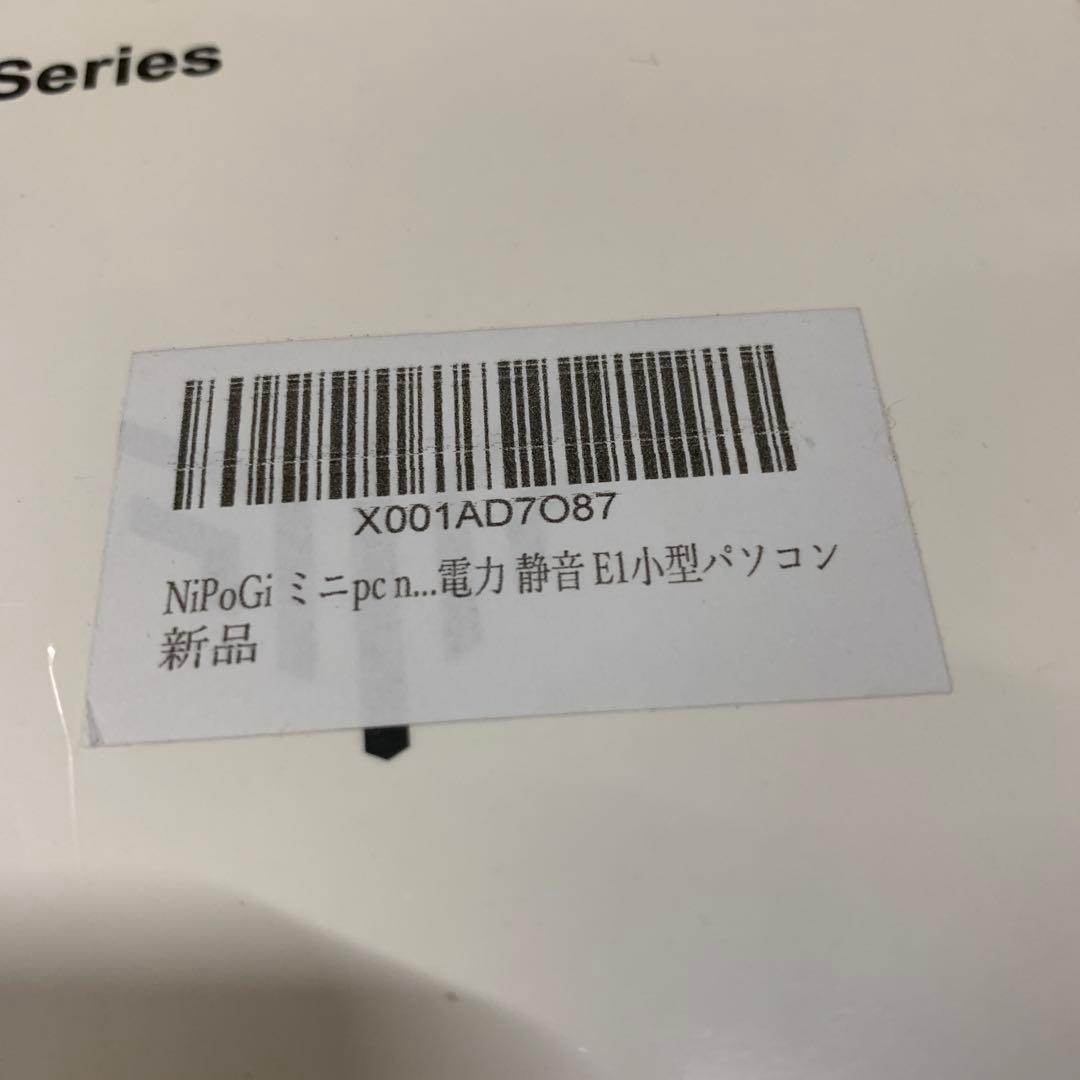 Series
X001AD7O87
NiPoGi ミニpc n...電力 静音 E1小型パソコン
新品